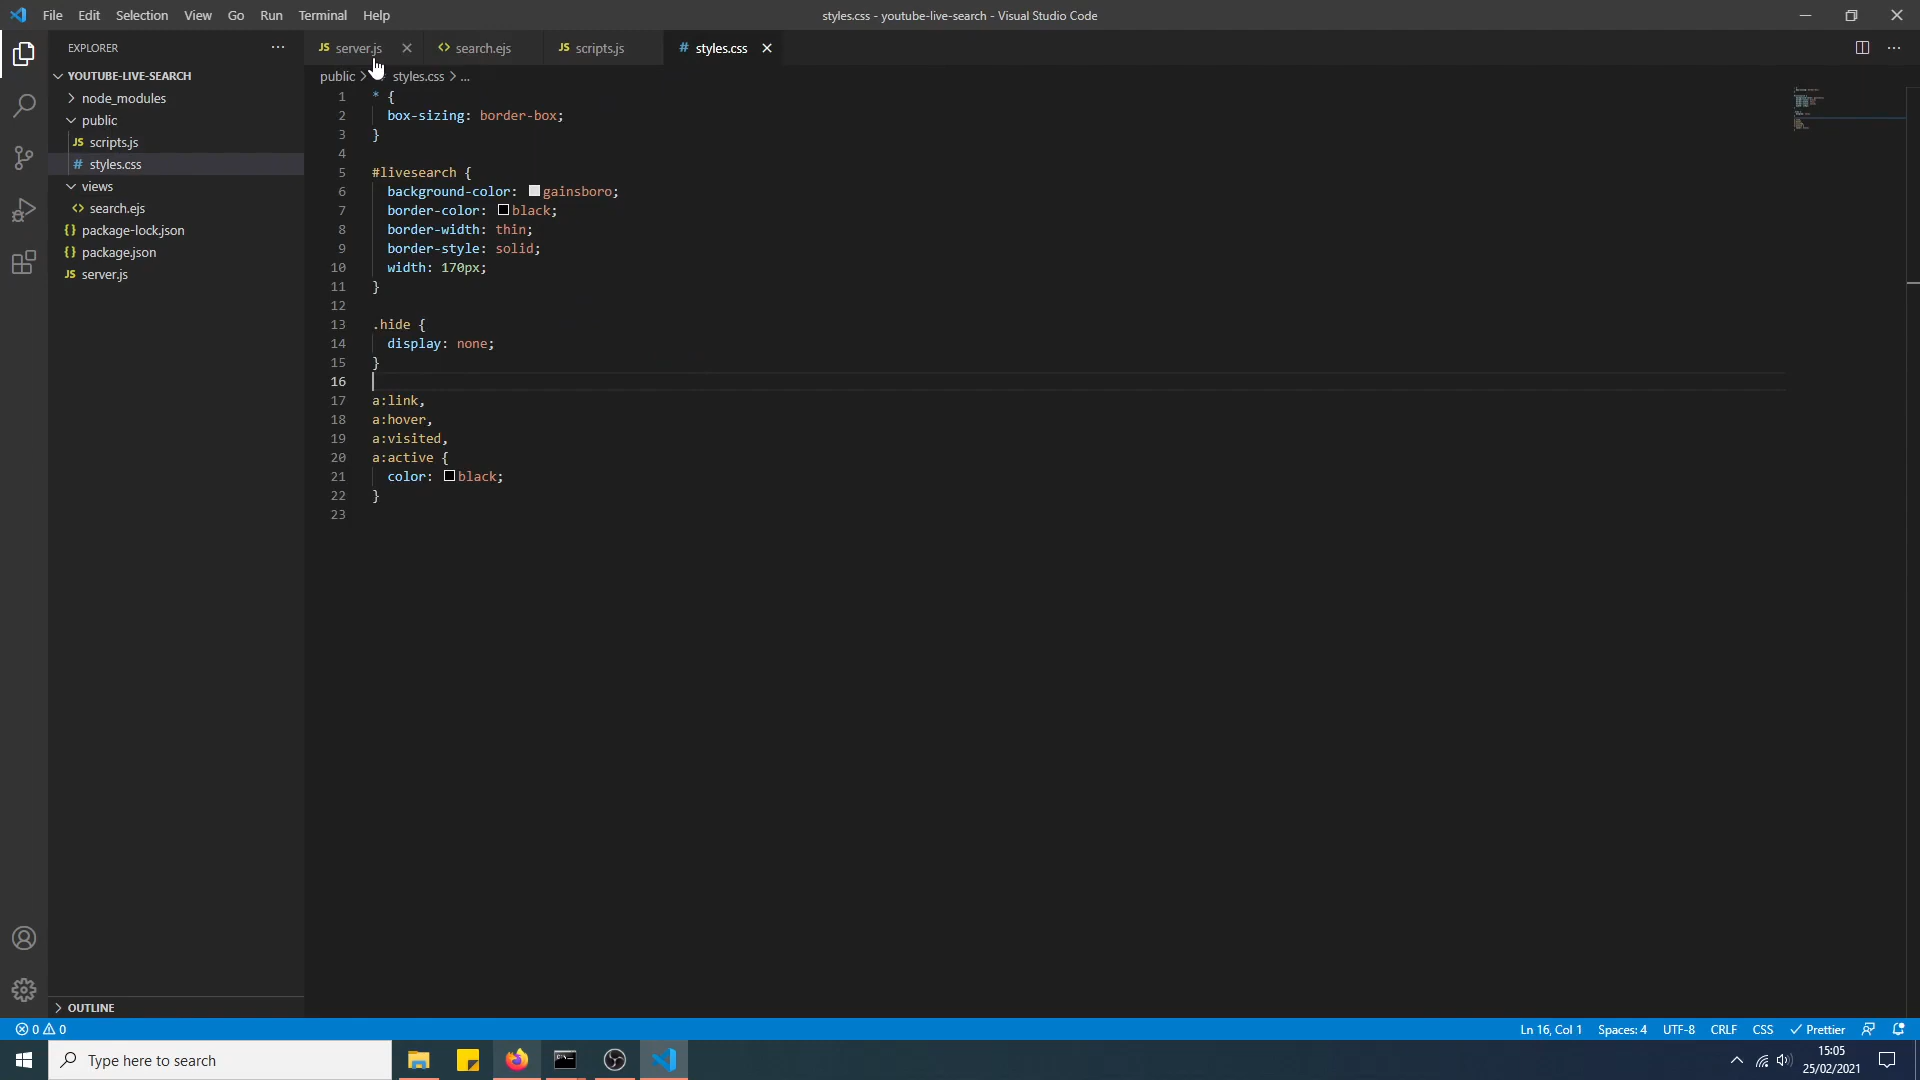 File Edit Selection View Go Run Terminal Help
styles.css - youtube-live-search - Visual Studio Code
EXPLORER
YOUTUBE-LIVE-SEARCH
node_modules
public
JS scripts.js
# styles.css
views
<> search.ejs
{} package-lock.json
{} package.json
JS server.js
OUTLINE
JS server.js
<> search.ejs
JS scripts.js
# styles.css
public > styles.css > ...
1 * {
2 box-sizing: border-box;
3 }
4
5 #livesearch {
6 background-color: gainsboro;
7 border-color: black;
8 border-width: thin;
9 border-style: solid;
10 width: 170px;
11 }
12
13 .hide {
14 display: none;
15 }
16
17 a:link,
18 a:hover,
19 a:visited,
20 a:active {
21 color: black;
22 }
23
0 0
Ln 16, Col 1 Spaces: 4 UTF-8 CRLF CSS Prettier
Type here to search
15:05
25/02/2021